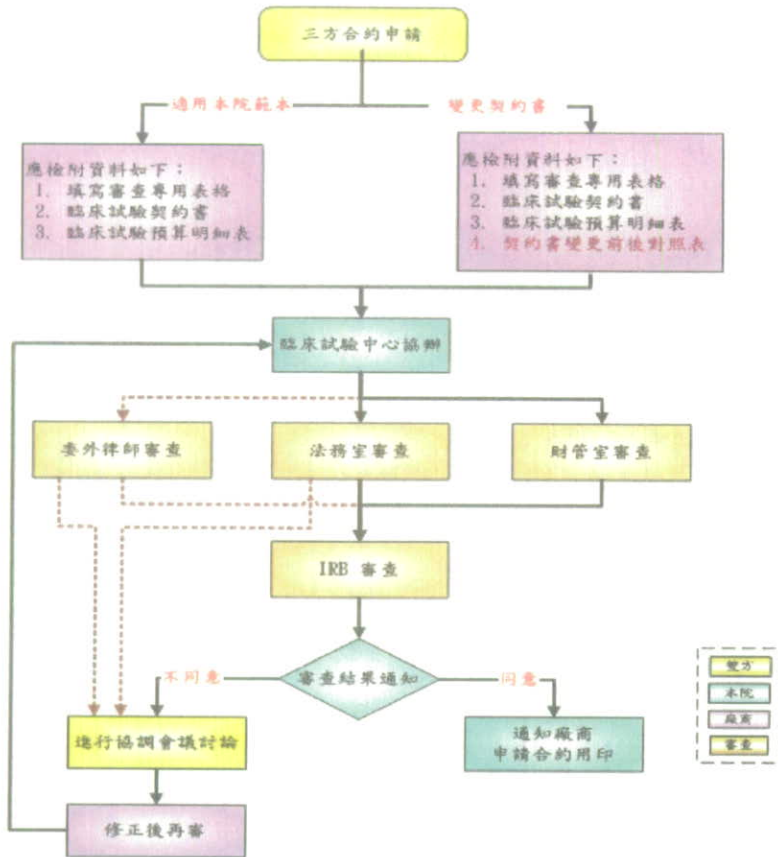 三方合約申請
適用本院範本
變更契約書
應檢附資料如下：
1. 填寫審查專用表格
2. 臨床試驗契約書
3. 臨床試驗預算明細表
應檢附資料如下：
1. 填寫審查專用表格
2. 臨床試驗契約書
3. 臨床試驗預算明細表
4. 契約書變更前後對照表
臨床試驗中心協辦
委外律師審查
法務室審查
財管室審查
IRB 審查
審查結果通知
不同意
同意
進行協調會議討論
通知廠商
申請合約用印
修正後再審
雙方
本院
廠商
審查